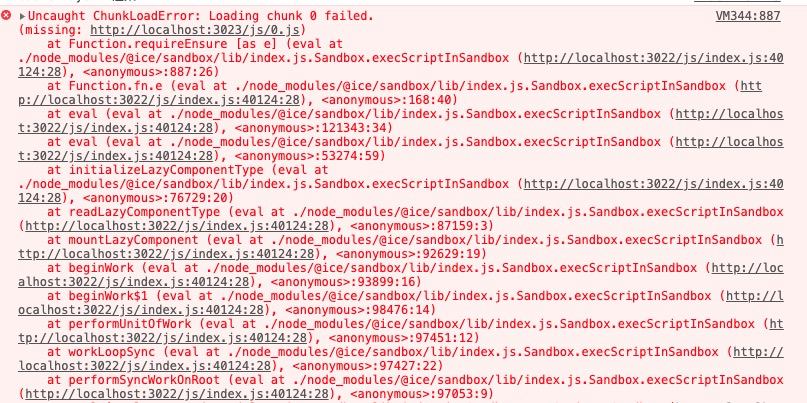 Uncaught ChunkLoadError: Loading chunk 0 failed. VM344:887
(missing: http://localhost:3023/js/0.js)
at Function.requireEnsure [as e] (eval at
./node_modules/@ice/sandbox/lib/index.js.Sandbox.execScriptInSandbox (http://localhost:3022/js/index.js:40
124:28), <anonymous>:887:26)
at Function.fn.e (eval at ./node_modules/@ice/sandbox/lib/index.js.Sandbox.execScriptInSandbox (htt
p://localhost:3022/js/index.js:40124:28), <anonymous>:168:40)
at eval (eval at ./node_modules/@ice/sandbox/lib/index.js.Sandbox.execScriptInSandbox (http://localhos
t:3022/js/index.js:40124:28), <anonymous>:121343:34)
at eval (eval at ./node_modules/@ice/sandbox/lib/index.js.Sandbox.execScriptInSandbox (http://localhos
t:3022/js/index.js:40124:28), <anonymous>:53274:59)
at initializeLazyComponentType (eval at
./node_modules/@ice/sandbox/lib/index.js.Sandbox.execScriptInSandbox (http://localhost:3022/js/index.js:40
124:28), <anonymous>:76729:20)
at readLazyComponentType (eval at ./node_modules/@ice/sandbox/lib/index.js.Sandbox.execScriptInSandbox
(http://localhost:3022/js/index.js:40124:28), <anonymous>:87159:3)
at mountLazyComponent (eval at ./node_modules/@ice/sandbox/lib/index.js.Sandbox.execScriptInSandbox (h
ttp://localhost:3022/js/index.js:40124:28), <anonymous>:92629:19)
at beginWork (eval at ./node_modules/@ice/sandbox/lib/index.js.Sandbox.execScriptInSandbox (http://loc
alhost:3022/js/index.js:40124:28), <anonymous>:93899:16)
at beginWork$1 (eval at ./node_modules/@ice/sandbox/lib/index.js.Sandbox.execScriptInSandbox (http://l
ocalhost:3022/js/index.js:40124:28), <anonymous>:98476:14)
at performUnitOfWork (eval at ./node_modules/@ice/sandbox/lib/index.js.Sandbox.execScriptInSandbox (ht
tp://localhost:3022/js/index.js:40124:28), <anonymous>:97451:12)
at workLoopSync (eval at ./node_modules/@ice/sandbox/lib/index.js.Sandbox.execScriptInSandbox (http://
localhost:3022/js/index.js:40124:28), <anonymous>:97427:22)
at performSyncWorkOnRoot (eval at ./node_modules/@ice/sandbox/lib/index.js.Sandbox.execScriptInSandbox
(http://localhost:3022/js/index.js:40124:28), <anonymous>:97053:9)